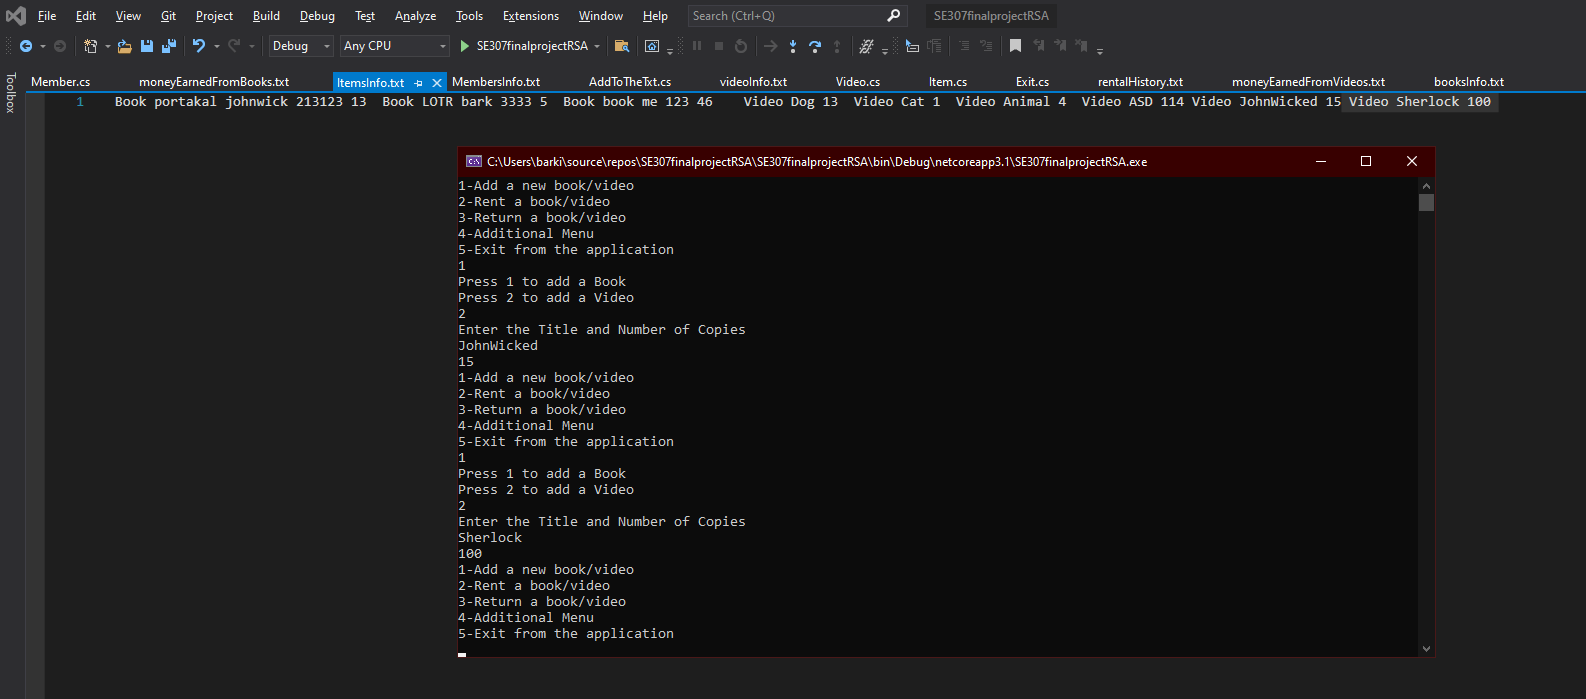 File Edit View Git Project Build Debug Test Analyze Tools Extensions Window Help Search (Ctrl+Q) SE307finalprojectRSA
Debug Any CPU SE307finalprojectRSA
Toolbox
Member.cs moneyEarnedFromBooks.txt ItemsInfo.txt MembersInfo.txt AddToTheTxt.cs videoInfo.txt Video.cs Item.cs Exit.cs rentalHistory.txt moneyEarnedFromVideos.txt booksInfo.txt
1 Book portakal johnwick 213123 13 Book LOTR bark 3333 5 Book book me 123 46 Video Dog 13 Video Cat 1 Video Animal 4 Video ASD 114 Video JohnWicked 15 Video Sherlock 100
C:\Users\barki\source\repos\SE307finalprojectRSA\SE307finalprojectRSA\bin\Debug\netcoreapp3.1\SE307finalprojectRSA.exe
1-Add a new book/video
2-Rent a book/video
3-Return a book/video
4-Additional Menu
5-Exit from the application
1
Press 1 to add a Book
Press 2 to add a Video
2
Enter the Title and Number of Copies
JohnWicked
15
1-Add a new book/video
2-Rent a book/video
3-Return a book/video
4-Additional Menu
5-Exit from the application
1
Press 1 to add a Book
Press 2 to add a Video
2
Enter the Title and Number of Copies
Sherlock
100
1-Add a new book/video
2-Rent a book/video
3-Return a book/video
4-Additional Menu
5-Exit from the application